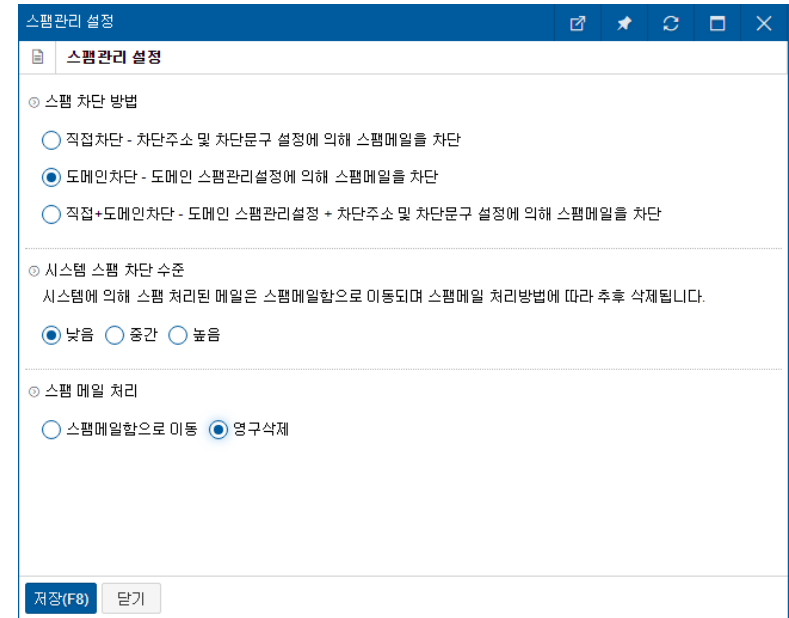 스팸관리 설정
스팸관리 설정
스팸 차단 방법
직접차단 - 차단주소 및 차단문구 설정에 의해 스팸메일을 차단
도메인차단 - 도메인 스팸관리설정에 의해 스팸메일을 차단
직접+도메인차단 - 도메인 스팸관리설정 + 차단주소 및 차단문구 설정에 의해 스팸메일을 차단
시스템 스팸 차단 수준
시스템에 의해 스팸 처리된 메일은 스팸메일함으로 이동되며 스팸메일 처리방법에 따라 추후 삭제됩니다.
낮음 중간 높음
스팸 메일 처리
스팸메일함으로 이동 영구삭제
저장(F8) 닫기